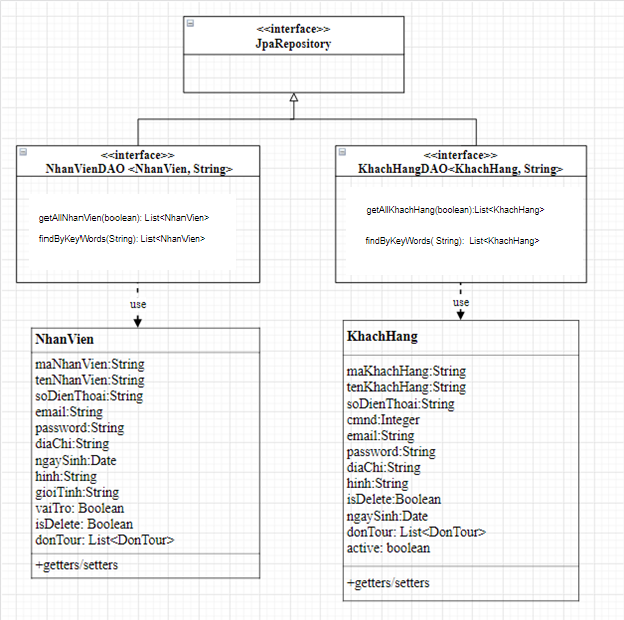 <<interface>>
JpaRepository
<<interface>>
NhanVienDAO <NhanVien, String>
getAllNhanVien(boolean): List<NhanVien>
findByKeyWords(String): List<NhanVien>
<<interface>>
KhachHangDAO<KhachHang, String>
getAllKhachHang(boolean):List<KhachHang>
findByKeyWords( String): List<KhachHang>
use
use
NhanVien
maNhanVien:String
tenNhanVien:String
soDienThoai:String
email:String
password:String
diaChi:String
ngaySinh:Date
hinh:String
gioiTinh:String
vaiTro: Boolean
isDelete: Boolean
donTour: List<DonTour>
+getters/setters
KhachHang
maKhachHang:String
tenKhachHang:String
soDienThoai:String
cmnd:Integer
email:String
password:String
diaChi:String
hinh:String
isDelete:Boolean
ngaySinh:Date
donTour: List<DonTour>
active: boolean
+getters/setters